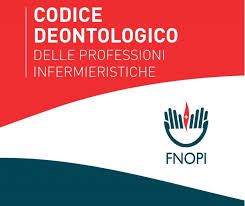 CODICE
DEONTOLOGICO
DELLE PROFESSIONI
INFERMIERISTICHE
FNOPI